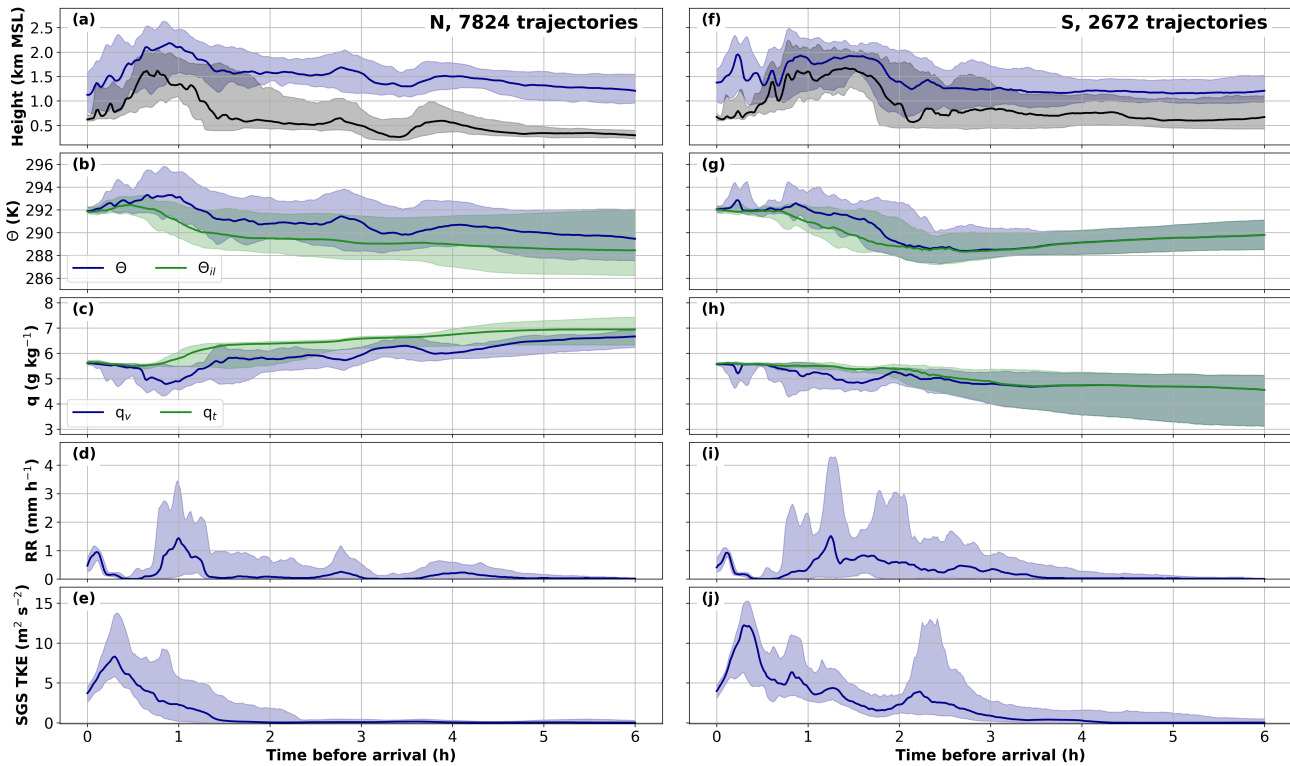 (a)
N, 7824 trajectories
Height (km MSL)
2.5
2.0
1.5
1.0
0.5
(f)
S, 2672 trajectories
(b)
Θ (K)
296
294
292
290
288
286
Θ
Θil
(g)
(c)
q (g kg−1)
8
7
6
5
4
3
qv
qt
(h)
(d)
RR (mm h−1)
4
3
2
1
0
(i)
(e)
SGS TKE (m2 s−2)
15
10
5
0
(j)
0 1 2 3 4 5 6
Time before arrival (h)
0 1 2 3 4 5 6
Time before arrival (h)